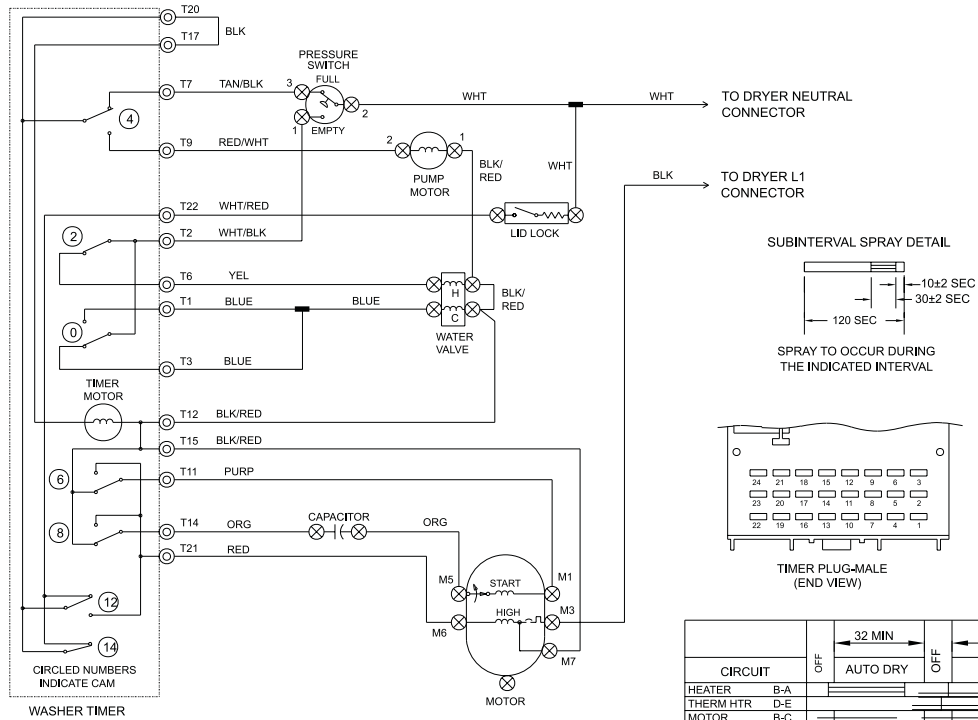 T20
BLK
T17
PRESSURE
SWITCH
FULL
T7 TAN/BLK 3
WHT WHT TO DRYER NEUTRAL
CONNECTOR
2
4
1 EMPTY
T9 RED/WHT 2 1
PUMP
MOTOR
BLK/
RED
WHT
BLK TO DRYER L1
CONNECTOR
T22 WHT/RED
LID LOCK
2
T2 WHT/BLK
SUBINTERVAL SPRAY DETAIL
10±2 SEC
30±2 SEC
120 SEC
SPRAY TO OCCUR DURING
THE INDICATED INTERVAL
T6 YEL
H
BLK/
RED
T1 BLUE BLUE
C
WATER
VALVE
0
T3 BLUE
TIMER
MOTOR
T12 BLK/RED
T15 BLK/RED
6
T11 PURP
8
T14 ORG CAPACITOR ORG
T21 RED
24 21 18 15 12 9 6 3
23 20 17 14 11 8 5 2
22 19 16 13 10 7 4 1
TIMER PLUG-MALE
(END VIEW)
M5 START M1
HIGH M3
M6
M7
MOTOR
12
14
CIRCLED NUMBERS
INDICATE CAM
WASHER TIMER
OFF 32 MIN OFF
CIRCUIT AUTO DRY
HEATER B-A
THERM HTR D-E
MOTOR B-C